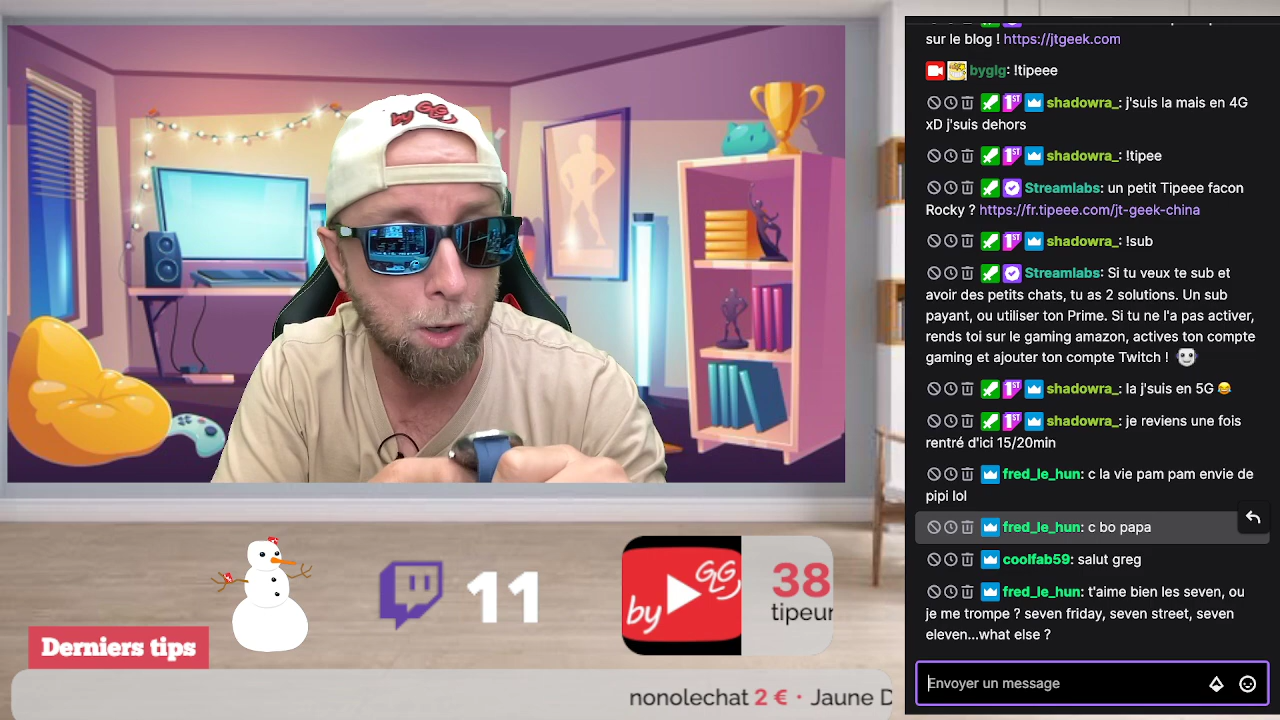 by GG
sur le blog ! https://jtgeek.com
byglg: !tipeee
1ST shadowra_: j'suis la mais en 4G
xD j'suis dehors
1ST shadowra_: !tipee
Streamlabs: un petit Tipeee facon
Rocky ? https://fr.tipeee.com/jt-geek-china
1ST shadowra_: !sub
Streamlabs: Si tu veux te sub et
avoir des petits chats, tu as 2 solutions. Un sub
payant, ou utiliser ton Prime. Si tu ne l'a pas activer,
rends toi sur le gaming amazon, actives ton compte
gaming et ajouter ton compte Twitch !
1ST shadowra_: la j'suis en 5G 😂
1ST shadowra_: je reviens une fois
rentré d'ici 15/20min
fred_le_hun: c la vie pam pam envie de
pipi lol
fred_le_hun: c bo papa
coolfab59: salut greg
fred_le_hun: t'aime bien les seven, ou
je me trompe ? seven friday, seven street, seven
eleven...what else ?
Envoyer un message
11
by GLG
38
tipeur
Derniers tips
nonolechat 2 € · Jaune D